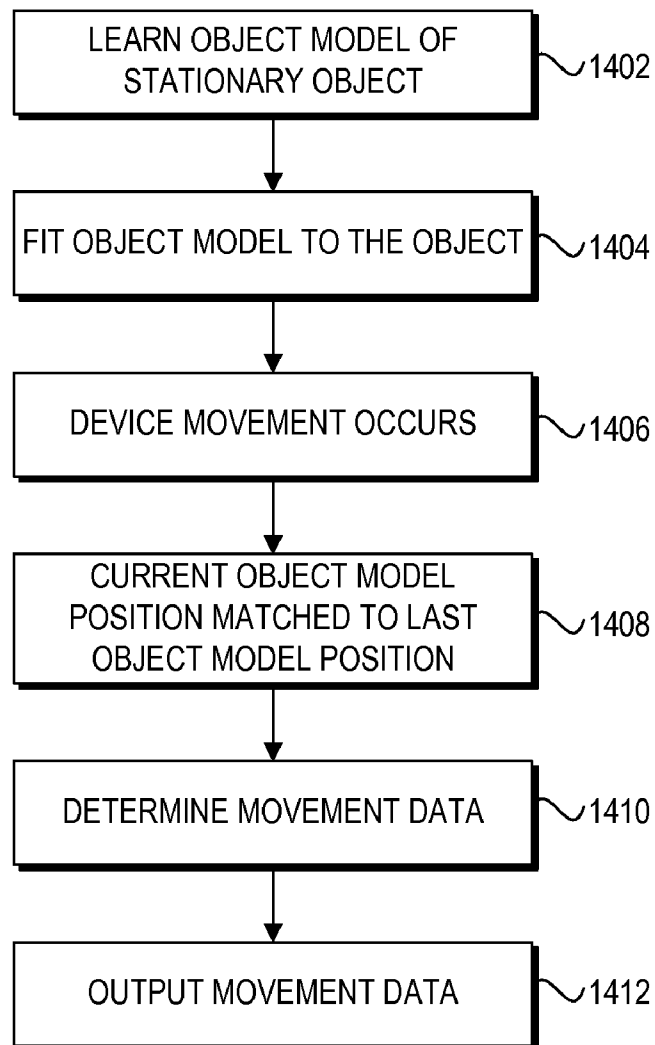 LEARN OBJECT MODEL OF
STATIONARY OBJECT
1402
FIT OBJECT MODEL TO THE OBJECT
1404
DEVICE MOVEMENT OCCURS
1406
CURRENT OBJECT MODEL
POSITION MATCHED TO LAST
OBJECT MODEL POSITION
1408
DETERMINE MOVEMENT DATA
1410
OUTPUT MOVEMENT DATA
1412